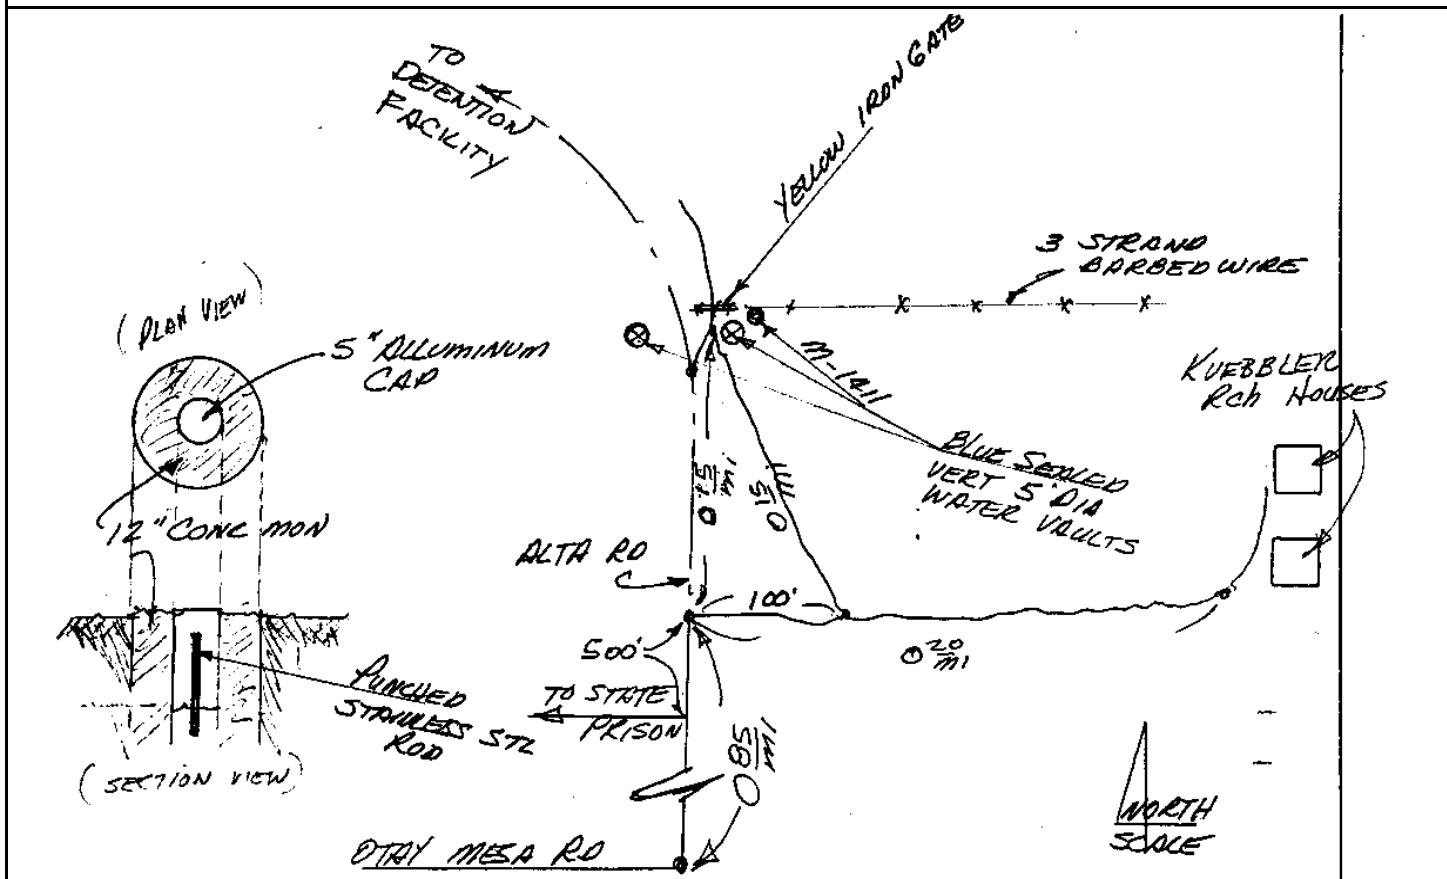 TO
DETENTION
FACILITY
YELLOW IRON GATE
3 STRAND
BARBED WIRE
(PLAN VIEW)
5" ALLUMINUM
CAP
M-1411
KUEBBLER
Rch HOUSES
BLUE SEALED
VERT 5' DIA
WATER VAULTS
0 15 mi
0 15 mi
12" CONC MON
ALTA RD
100'
500'
0 20 mi
PUNCHED
STAINLESS STL
ROD
TO STATE
PRISON
0 85 mi
(SECTION VIEW)
NORTH
SCALE
OTAY MESA RD